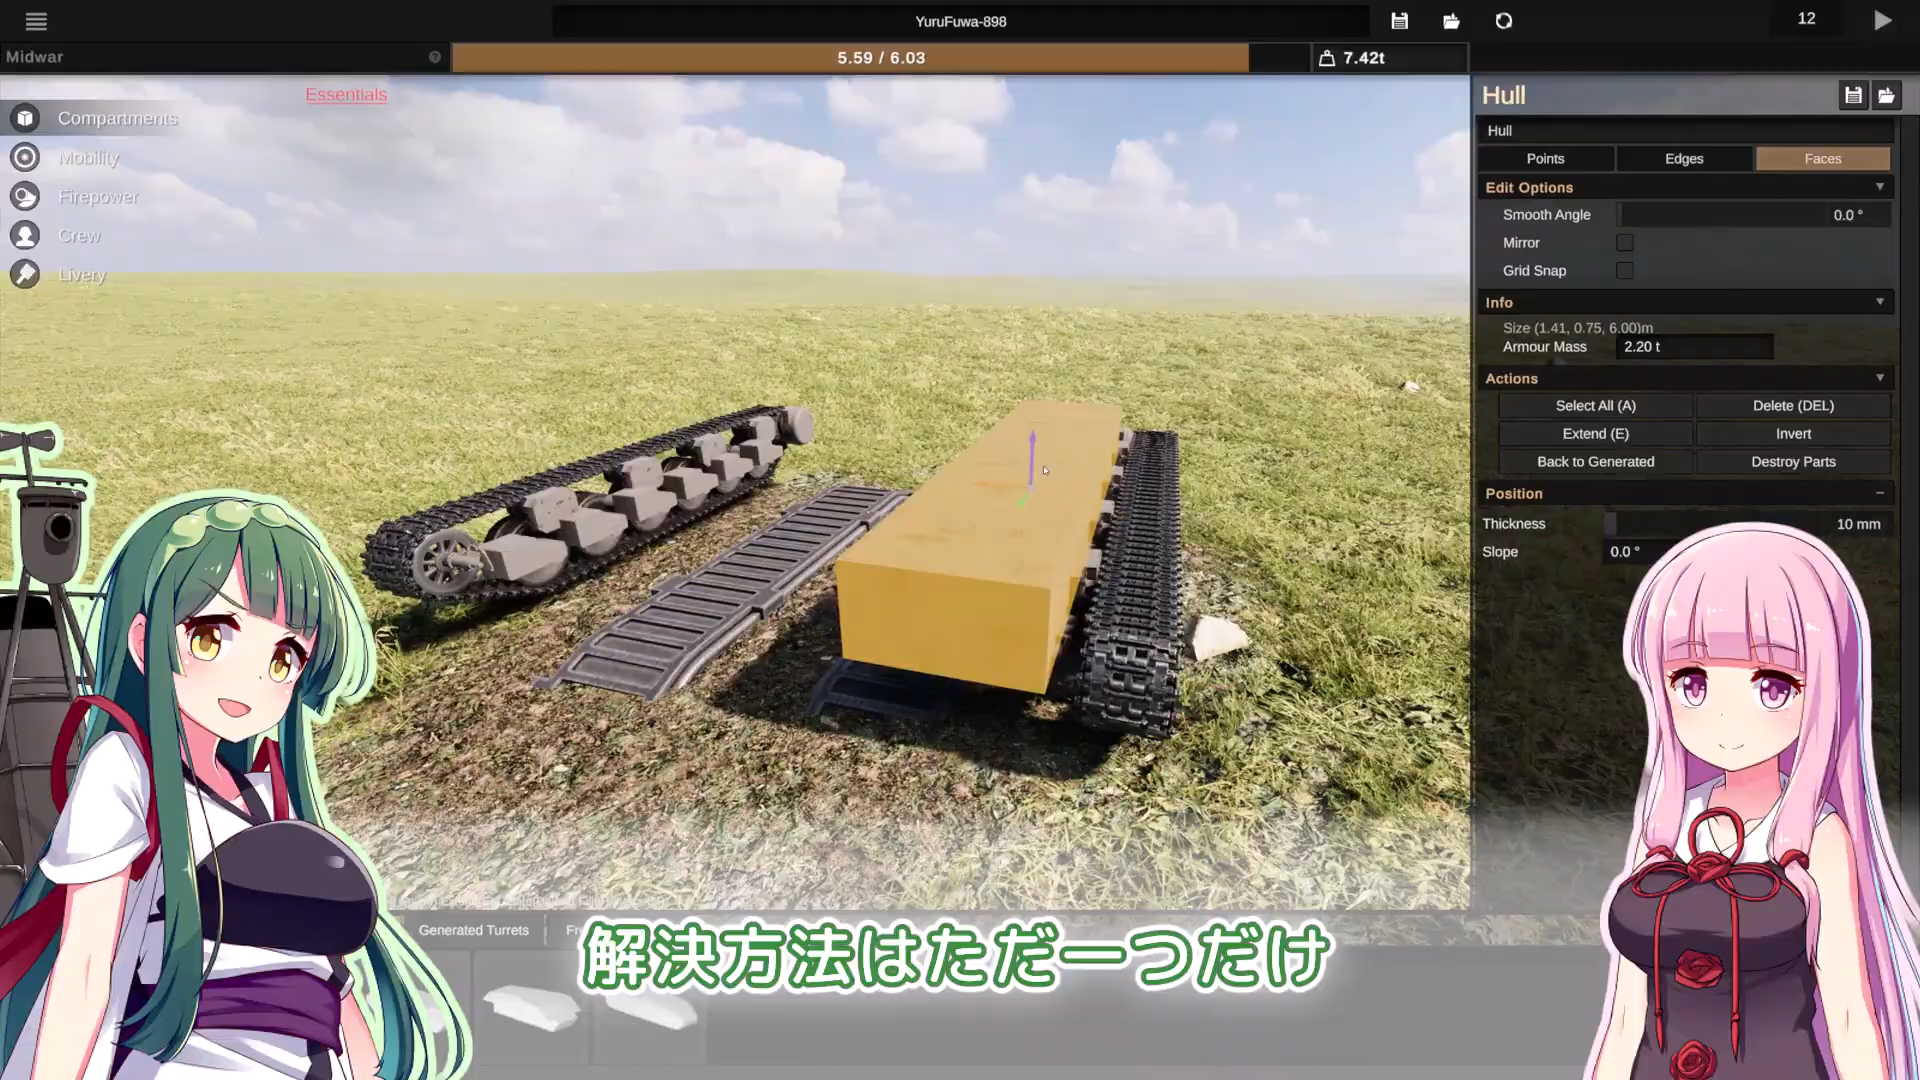 YuruFuwa-898
12
Midwar
5.59 / 6.03
7.42t
Essentials
Compartments
Mobility
Firepower
Crew
Livery
Hull
Hull
Points
Edges
Faces
Edit Options
Smooth Angle
0.0 °
Mirror
Grid Snap
Info
Size (1.41, 0.75, 6.00)m
Armour Mass
2.20 t
Actions
Select All (A)
Delete (DEL)
Extend (E)
Invert
Back to Generated
Destroy Parts
Position
Thickness
10 mm
Slope
0.0 °
Generated Turrets
解決方法はただ一つだけ